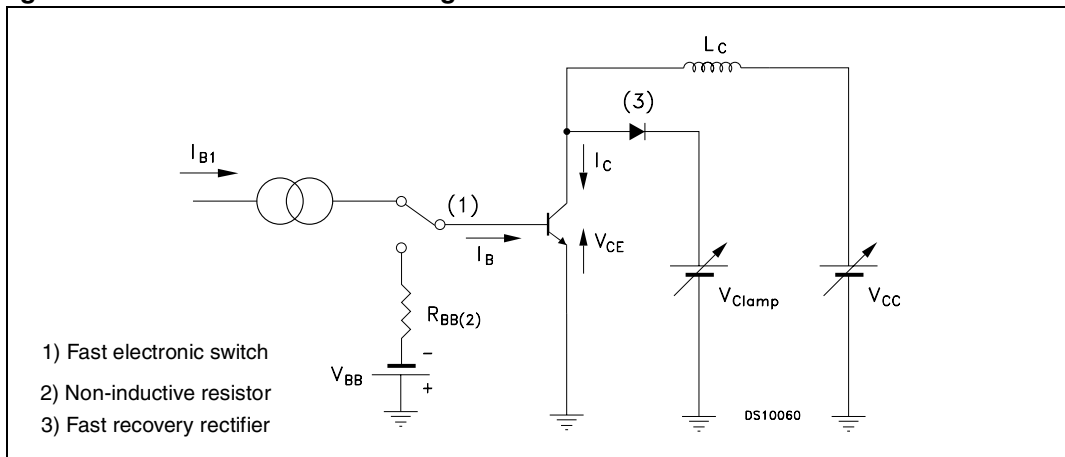 L C
(3)
I B1
I C
(1)
I B
V CE
V Clamp
V CC
R BB(2)
V BB
–
+
1) Fast electronic switch
2) Non-inductive resistor
3) Fast recovery rectifier
DS10060